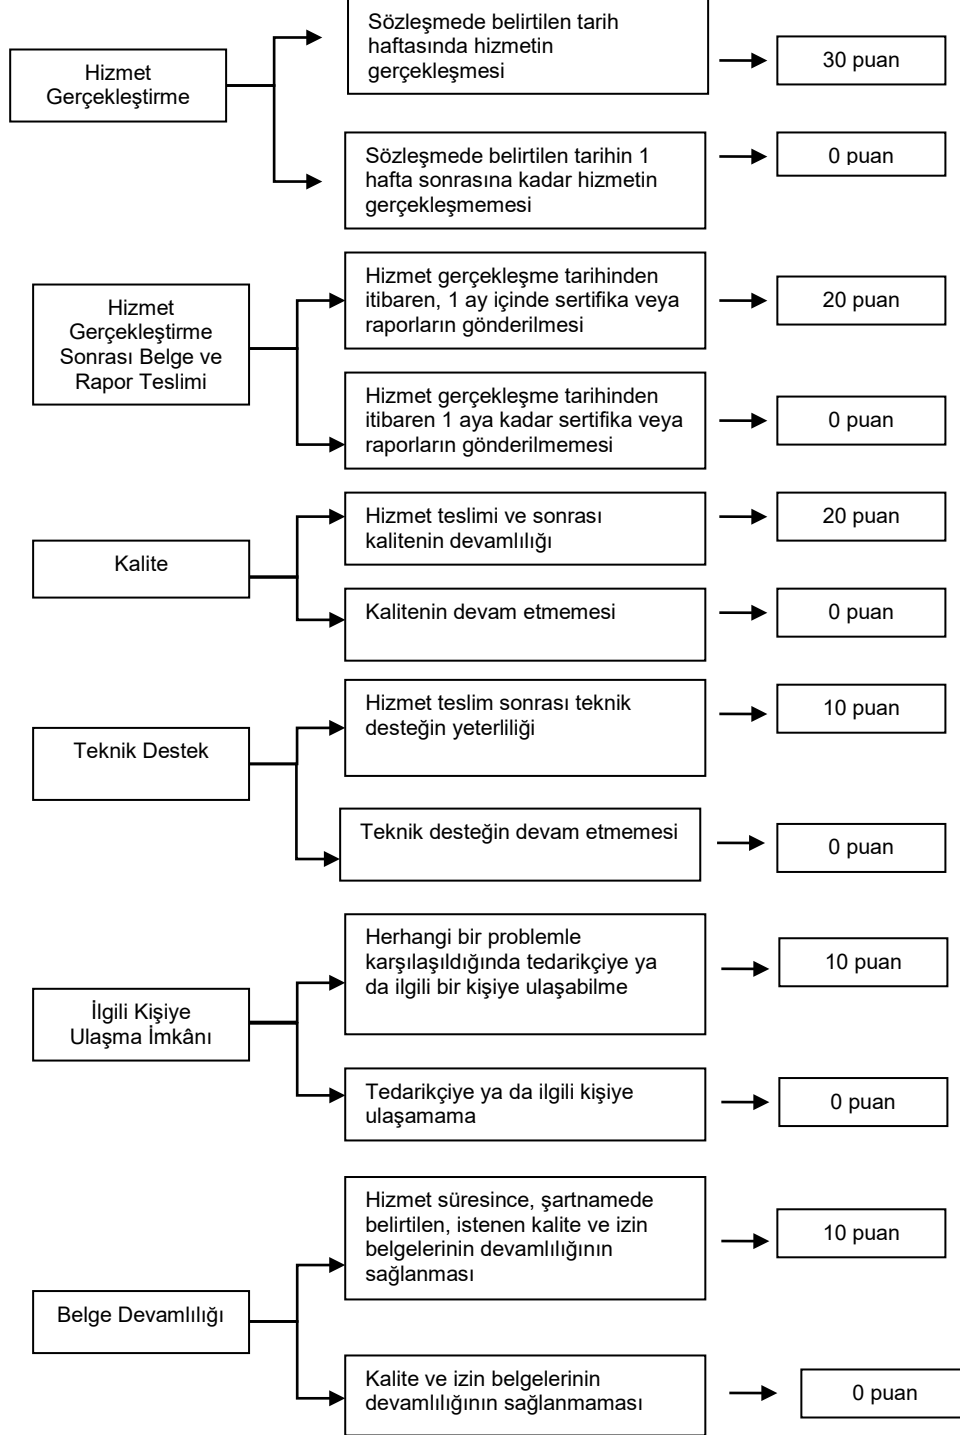 Hizmet
Gerçekleştirme
Sözleşmede belirtilen tarih
haftasında hizmetin
gerçekleşmesi
30 puan
Sözleşmede belirtilen tarihin 1
hafta sonrasına kadar hizmetin
gerçekleşmemesi
0 puan
Hizmet
Gerçekleştirme
Sonrası Belge ve
Rapor Teslimi
Hizmet gerçekleşme tarihinden
itibaren, 1 ay içinde sertifika veya
raporların gönderilmesi
20 puan
Hizmet gerçekleşme tarihinden
itibaren 1 aya kadar sertifika veya
raporların gönderilmemesi
0 puan
Kalite
Hizmet teslimi ve sonrası
kalitenin devamlılığı
20 puan
Kalitenin devam etmemesi
0 puan
Teknik Destek
Hizmet teslim sonrası teknik
desteğin yeterliliği
10 puan
Teknik desteğin devam etmemesi
0 puan
İlgili Kişiye
Ulaşma İmkânı
Herhangi bir problemle
karşılaşıldığında tedarikçiye ya
da ilgili bir kişiye ulaşabilme
10 puan
Tedarikçiye ya da ilgili kişiye
ulaşamama
0 puan
Belge Devamlılığı
Hizmet süresince, şartnamede
belirtilen, istenen kalite ve izin
belgelerinin devamlılığının
sağlanması
10 puan
Kalite ve izin belgelerinin
devamlılığının sağlanmaması
0 puan